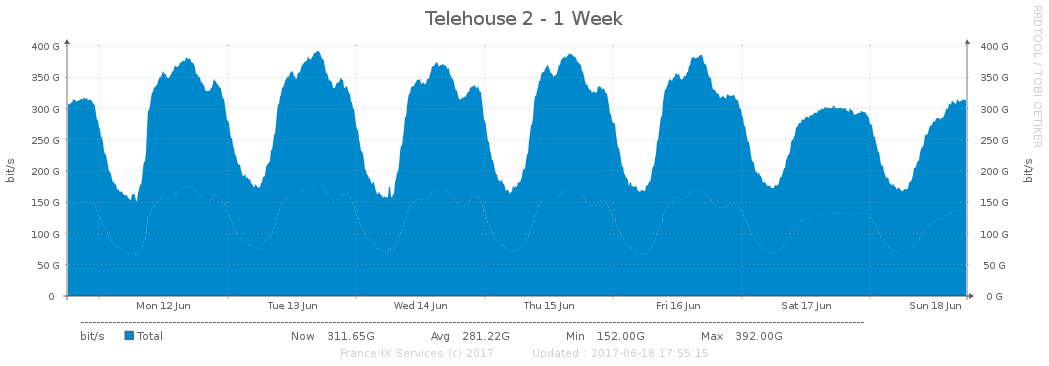 Telehouse 2 - 1 Week
RRDTOOL / TOBI OETIKER
400 G 400 G
350 G 350 G
300 G 300 G
250 G 250 G
200 G 200 G
150 G 150 G
100 G 100 G
50 G 50 G
0 0 G
bit/s bit/s
Mon 12 Jun Tue 13 Jun Wed 14 Jun Thu 15 Jun Fri 16 Jun Sat 17 Jun Sun 18 Jun
bit/s Total Now 311.65G Avg 281.22G Min 152.00G Max 392.00G
France-IX Services (c) 2017 Updated : 2017-06-18 17:55:15